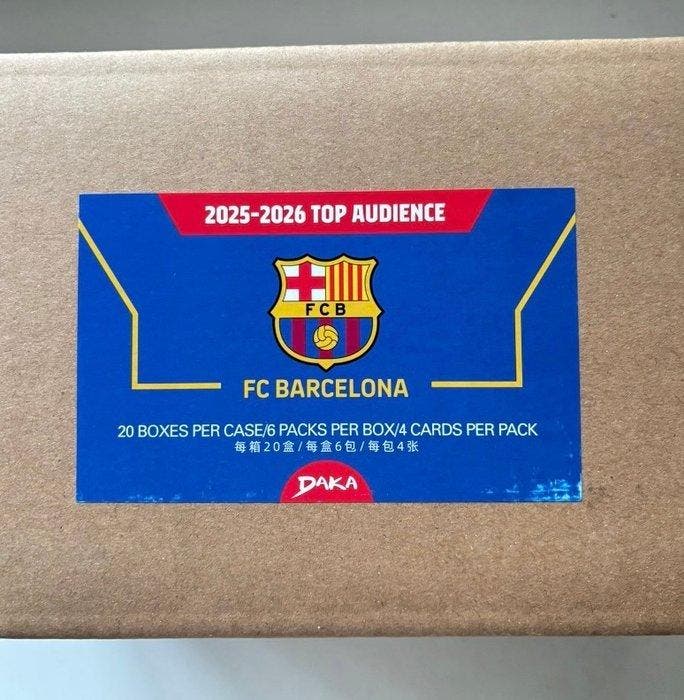 2025-2026 TOP AUDIENCE
FCB
FC BARCELONA
20 BOXES PER CASE/6 PACKS PER BOX/4 CARDS PER PACK
每箱20盒/每盒6包/每包4张
DAKA